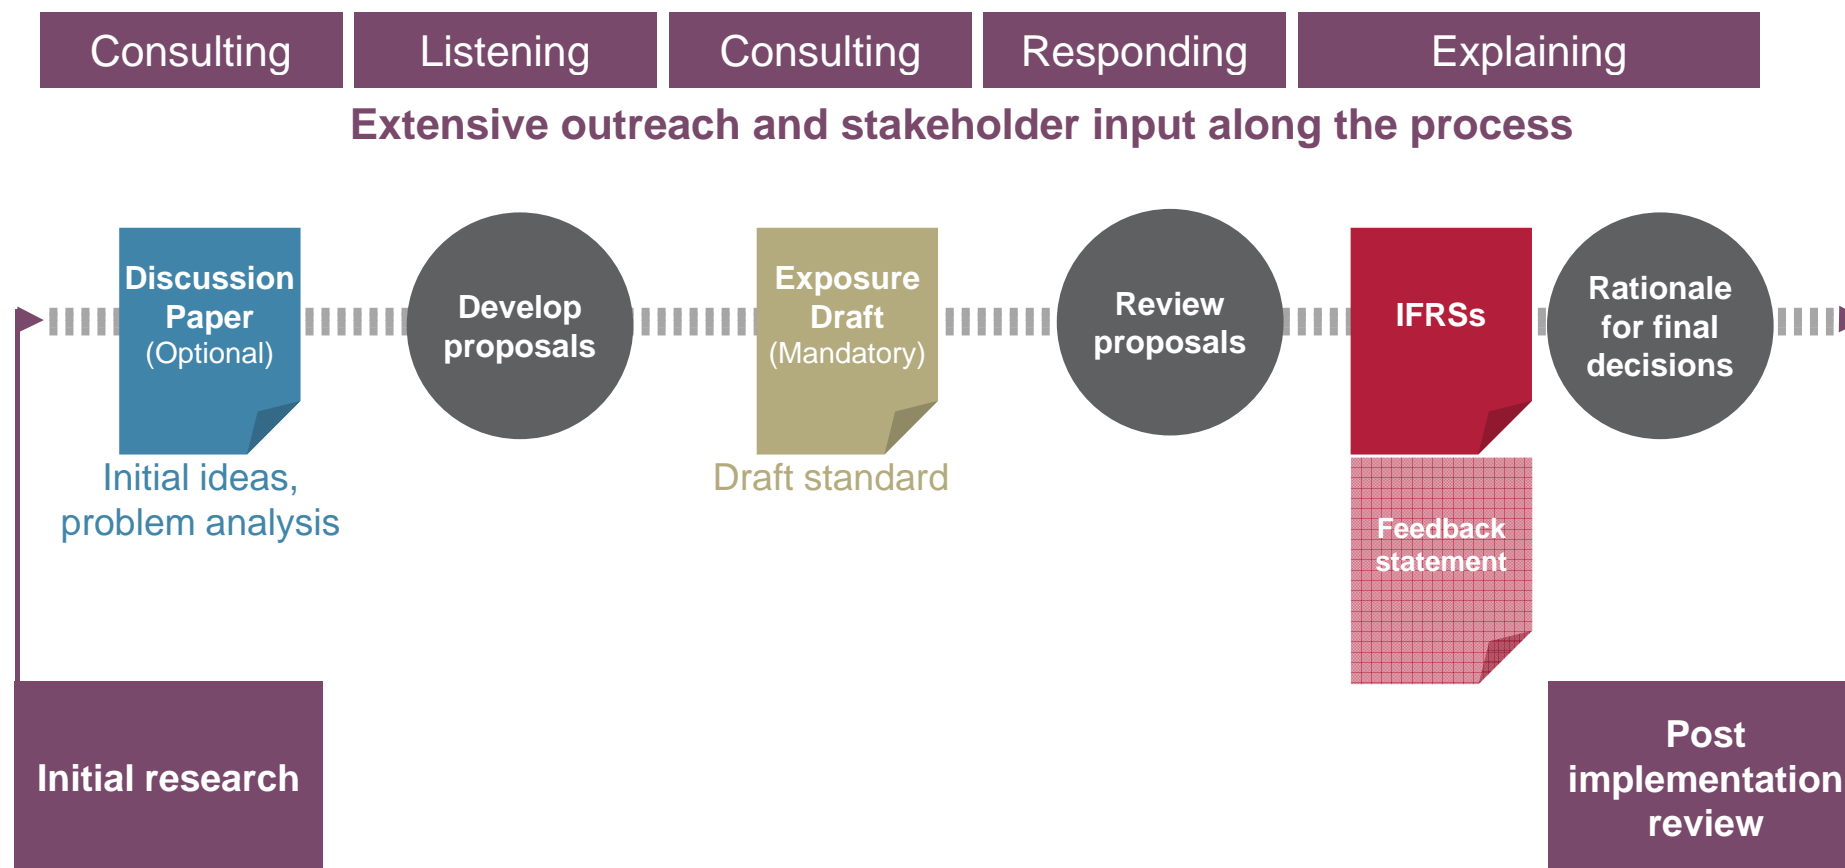 Consulting
Listening
Consulting
Responding
Explaining
Extensive outreach and stakeholder input along the process
Discussion
Paper
(Optional)
Initial ideas,
problem analysis
Develop
proposals
Exposure
Draft
(Mandatory)
Draft standard
Review
proposals
IFRSs
Feedback
statement
Rationale
for final
decisions
Initial research
Post
implementation
review